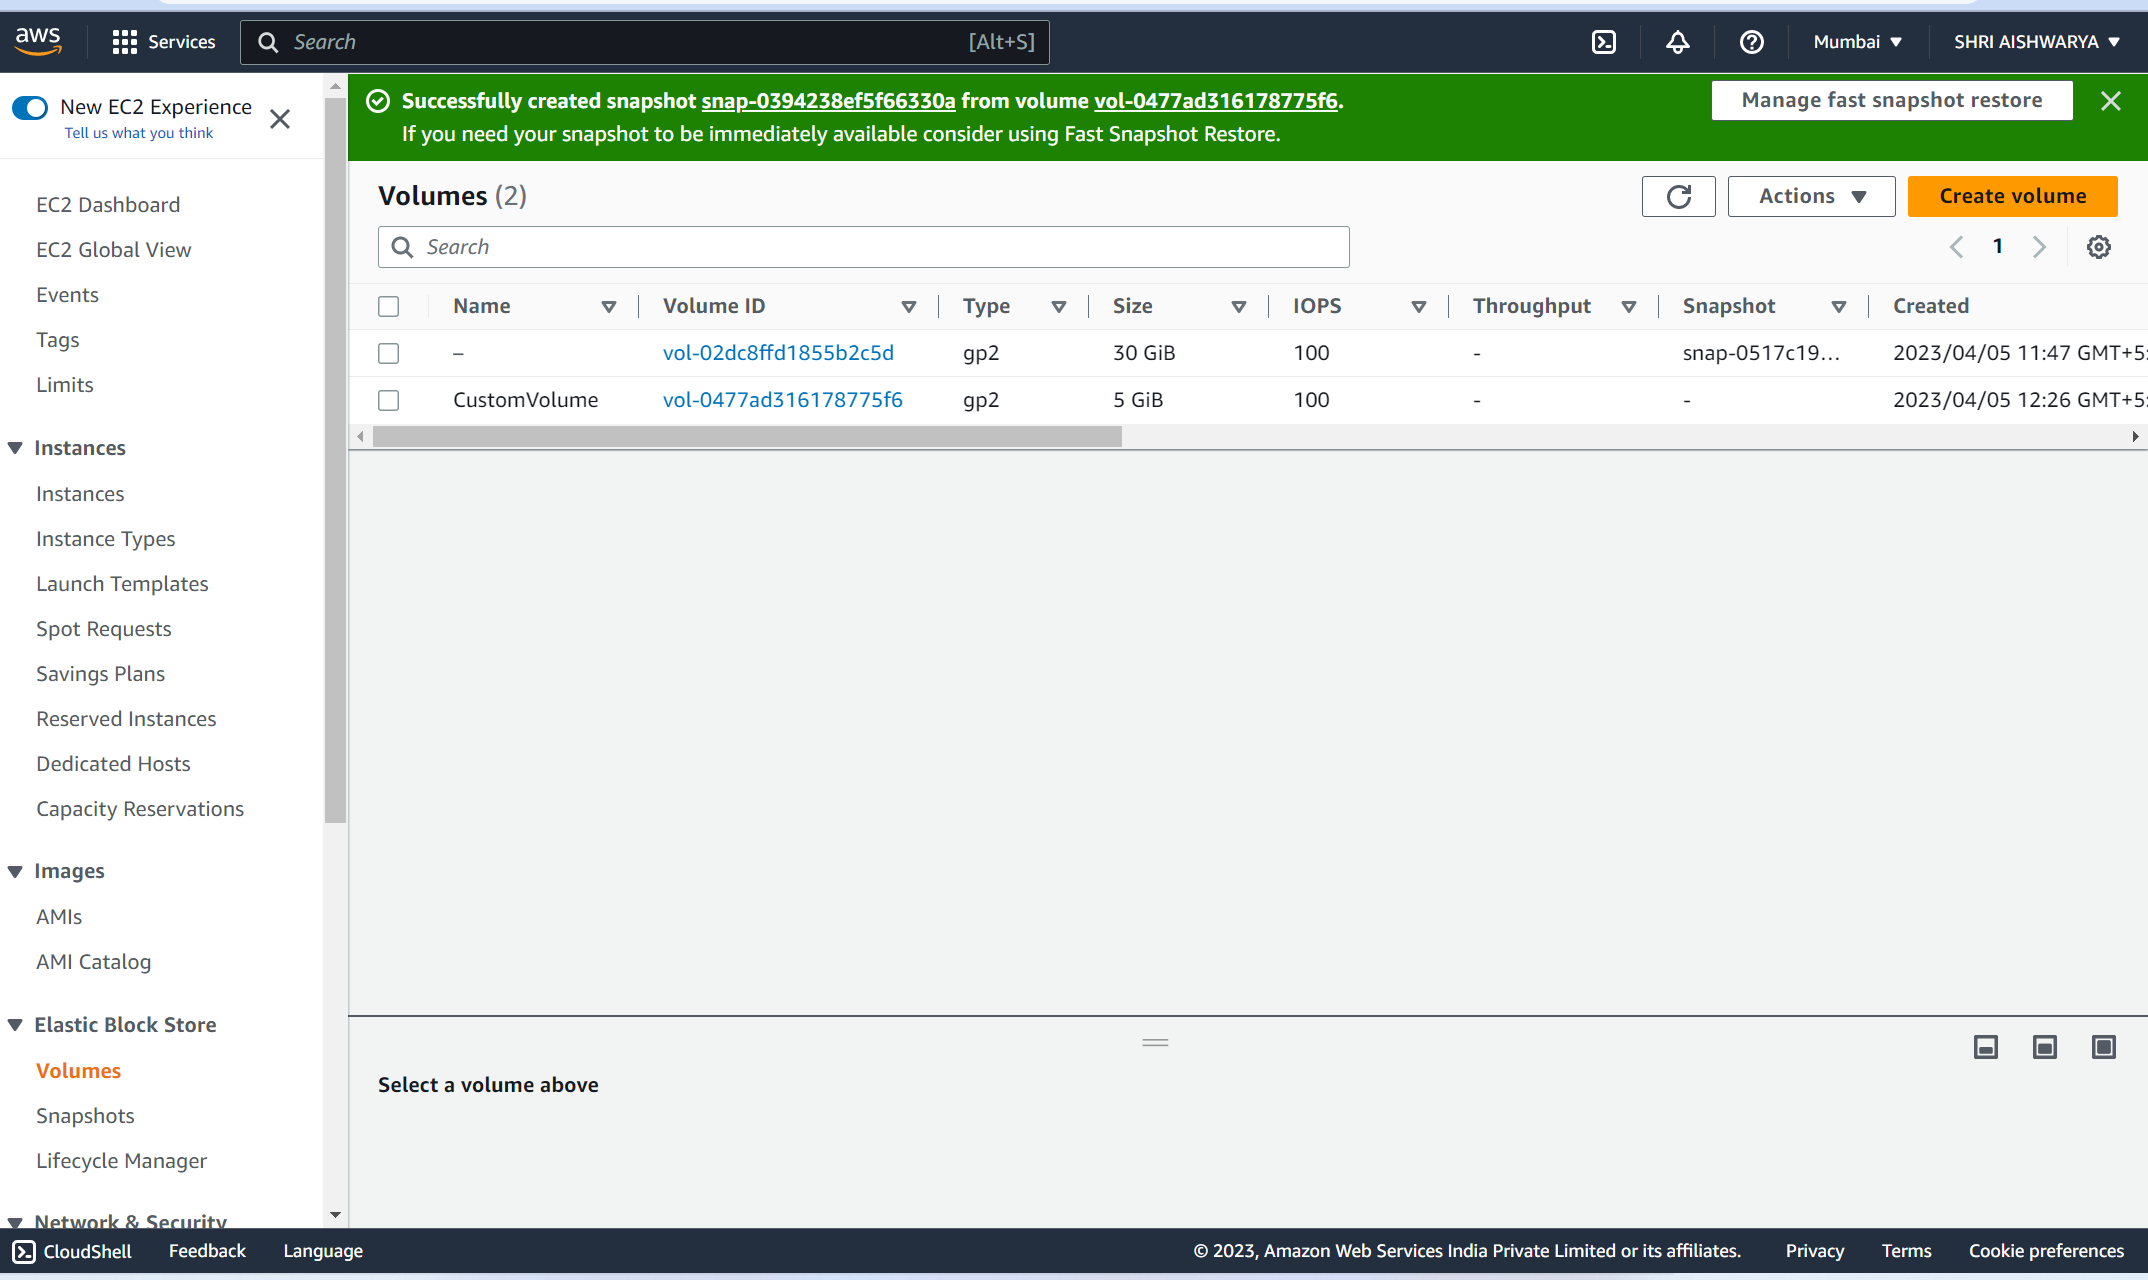 aws
Services
Search
[Alt+S]
Mumbai ▼
SHRI AISHWARYA ▼
New EC2 Experience
Tell us what you think
EC2 Dashboard
EC2 Global View
Events
Tags
Limits
Instances
Instances
Instance Types
Launch Templates
Spot Requests
Savings Plans
Reserved Instances
Dedicated Hosts
Capacity Reservations
Images
AMIs
AMI Catalog
Elastic Block Store
Volumes
Snapshots
Lifecycle Manager
Network & Security
Successfully created snapshot snap-0394238ef5f66330a from volume vol-0477ad316178775f6.
If you need your snapshot to be immediately available consider using Fast Snapshot Restore.
Manage fast snapshot restore
Volumes (2)
Actions ▼
Create volume
Search
1
Name Volume ID Type Size IOPS Throughput Snapshot Created
– vol-02dc8ffd1855b2c5d gp2 30 GiB 100 - snap-0517c19... 2023/04/05 11:47 GMT+5:
CustomVolume vol-0477ad316178775f6 gp2 5 GiB 100 - - 2023/04/05 12:26 GMT+5:
Select a volume above
CloudShell Feedback Language
© 2023, Amazon Web Services India Private Limited or its affiliates. Privacy Terms Cookie preferences